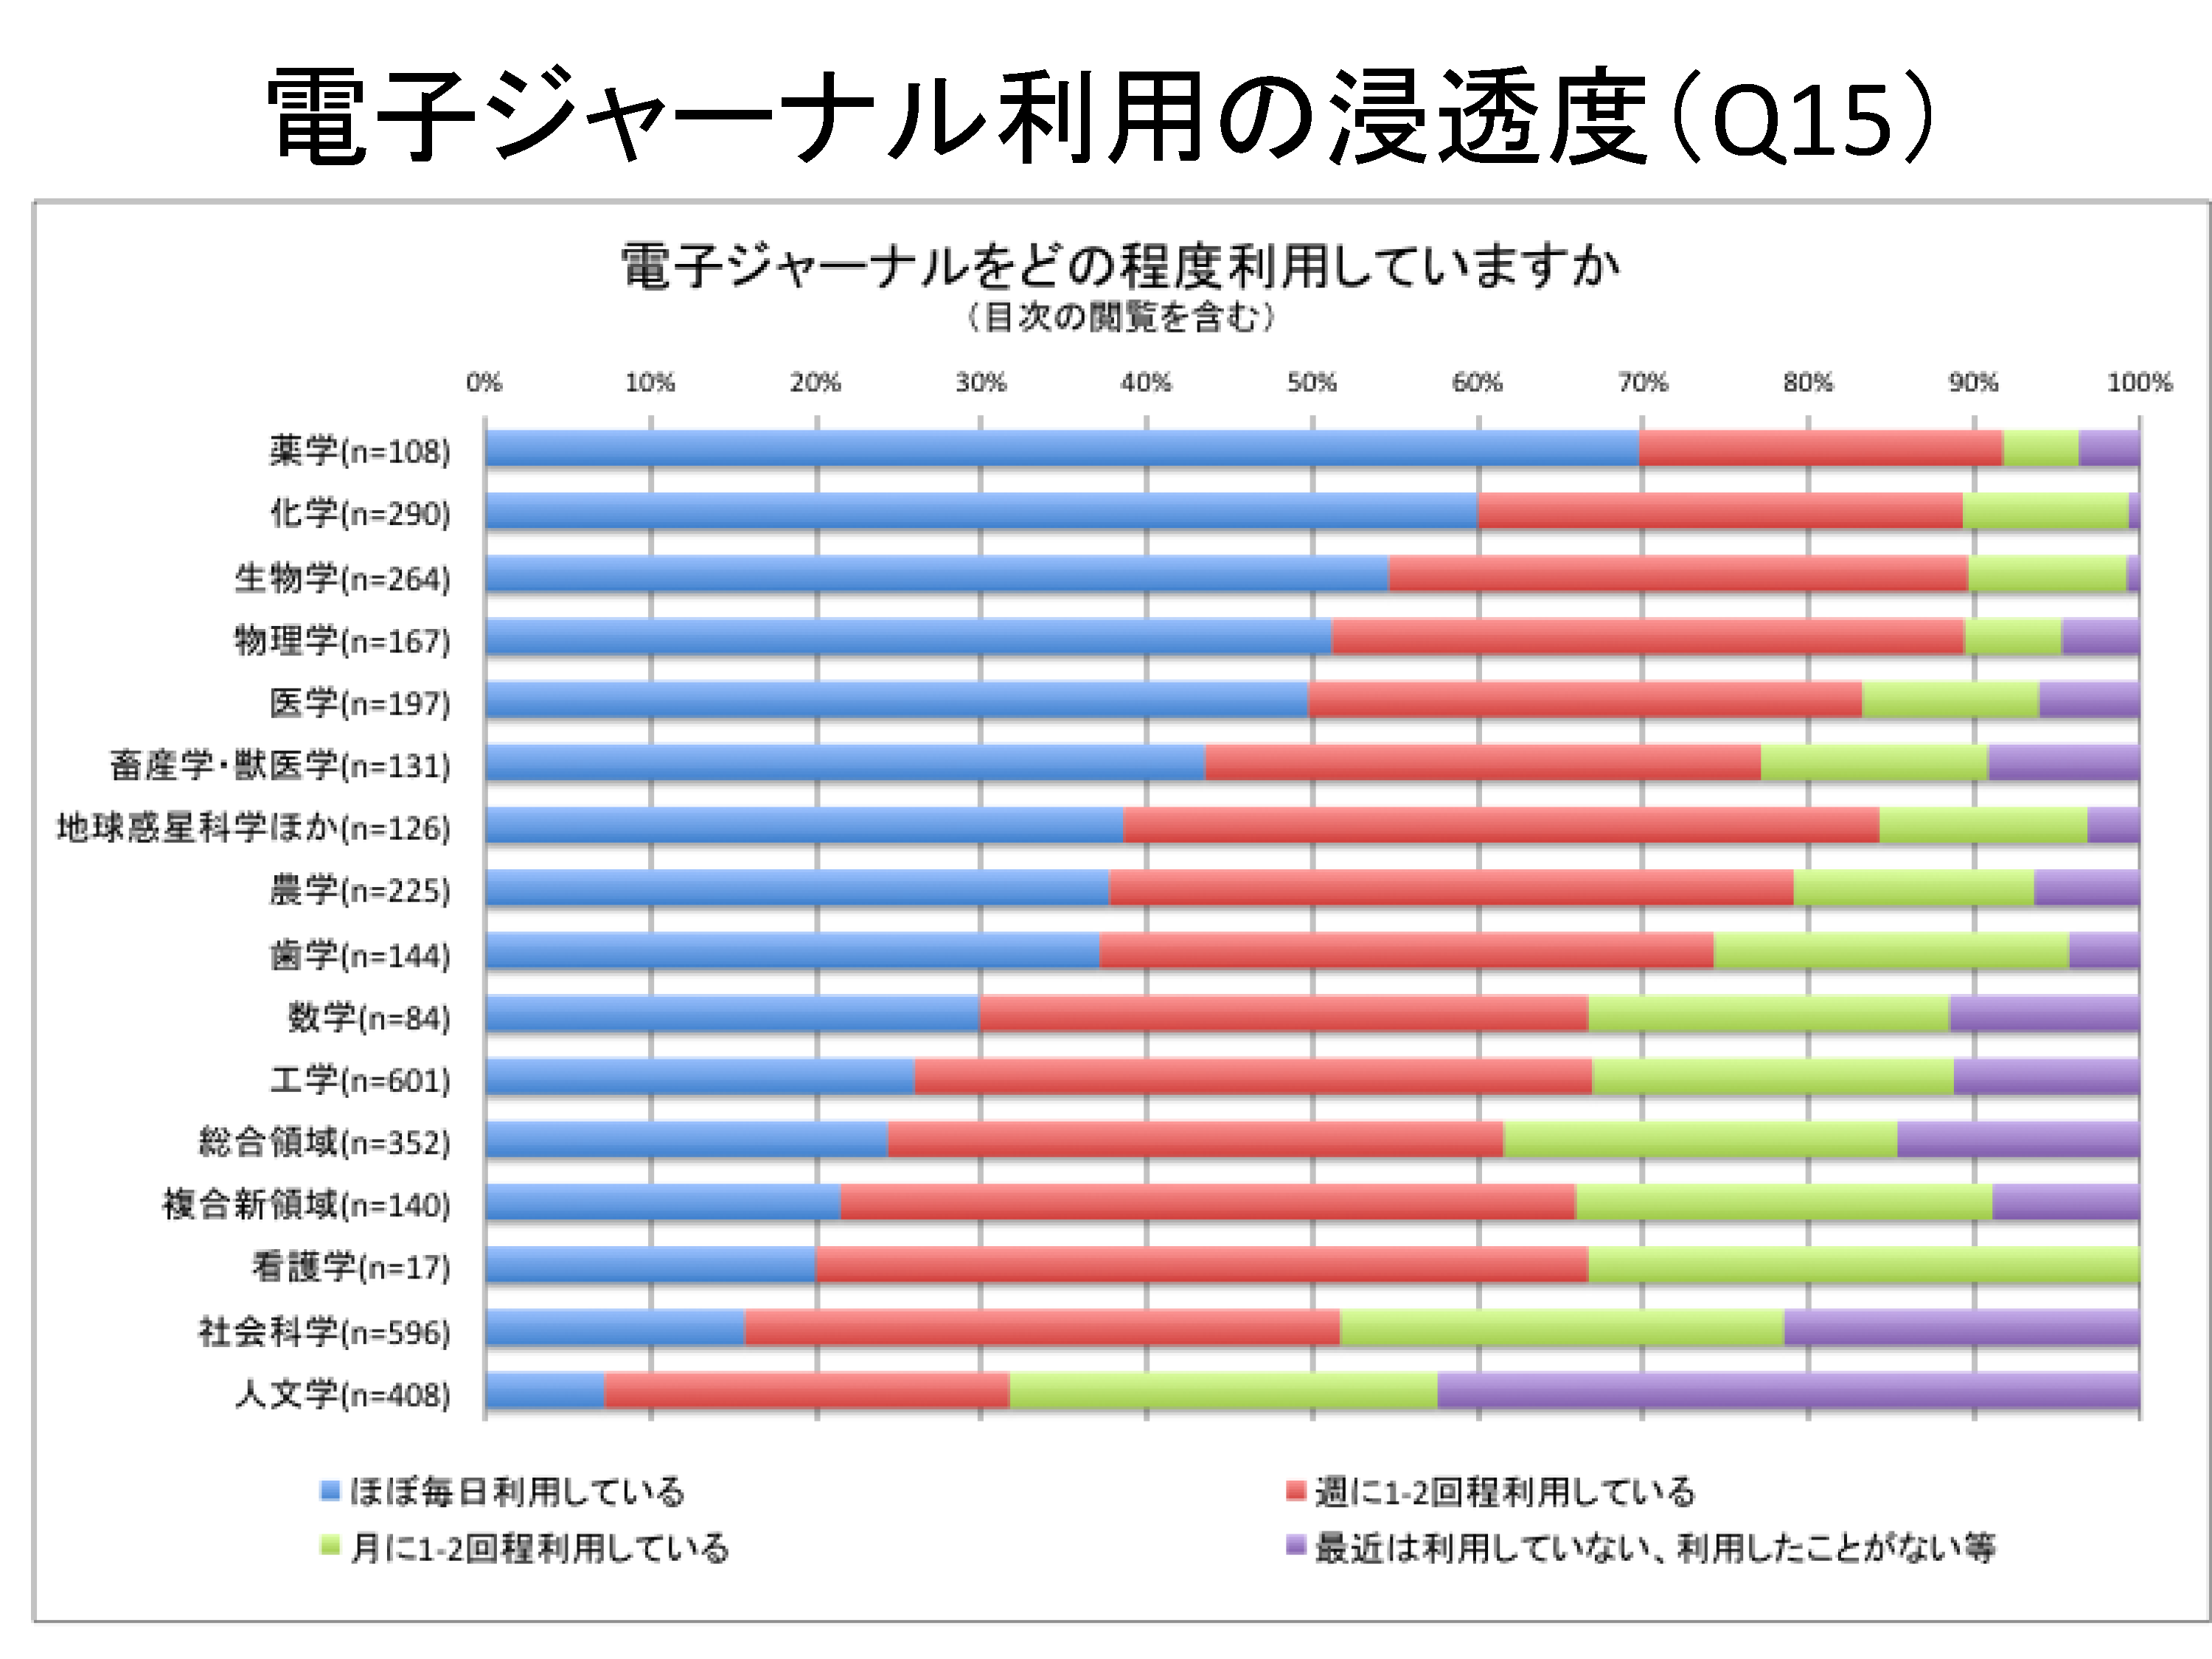 電子ジャーナル利用の浸透度（Q15）
電子ジャーナルをどの程度利用していますか
（目次の閲覧を含む）
0% 10% 20% 30% 40% 50% 60% 70% 80% 90% 100%
薬学(n=108)
化学(n=290)
生物学(n=264)
物理学(n=167)
医学(n=197)
畜産学・獣医学(n=131)
地球惑星科学ほか(n=126)
農学(n=225)
歯学(n=144)
数学(n=84)
工学(n=601)
総合領域(n=352)
複合新領域(n=140)
看護学(n=17)
社会科学(n=596)
人文学(n=408)
ほぼ毎日利用している 週に1-2回程利用している
月に1-2回程利用している 最近は利用していない、利用したことがない等